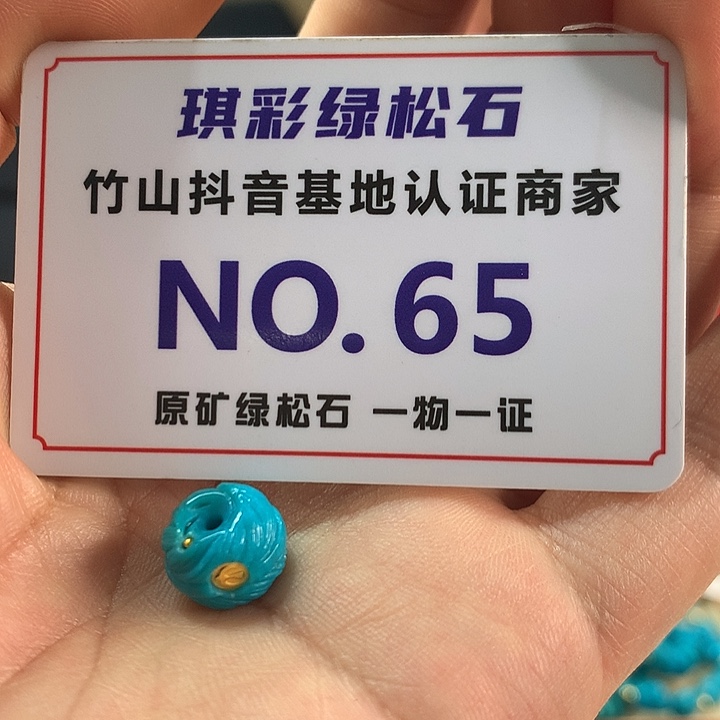 琪彩绿松石
竹山抖音基地认证商家
NO. 65
原矿绿松石 一物一证